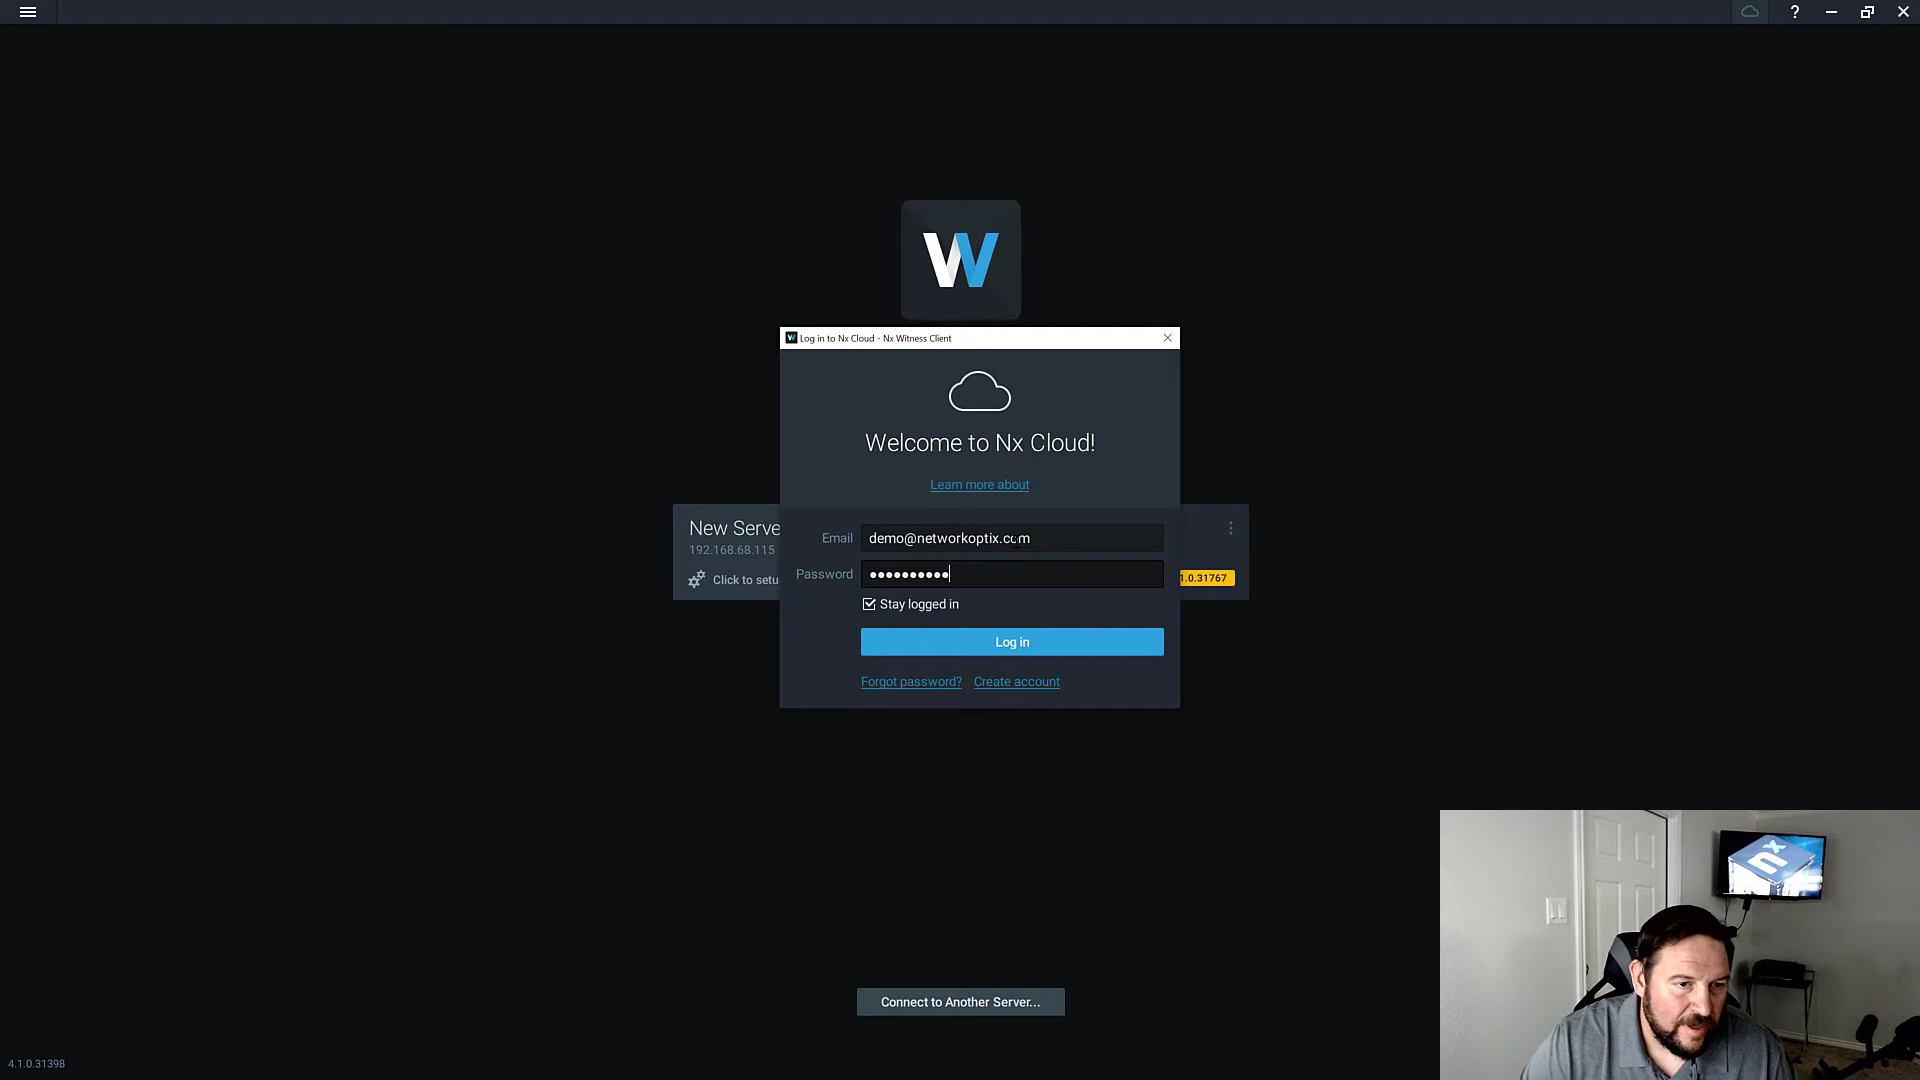 ?
W
Log in to Nx Cloud - Nx Witness Client
Welcome to Nx Cloud!
Learn more about
New Serve
192.168.68.115
Click to setu
1.0.31767
Email demo@networkoptix.com
Password ●●●●●●●●●●
Stay logged in
Log in
Forgot password? Create account
Connect to Another Server...
4.1.0.31398
nx